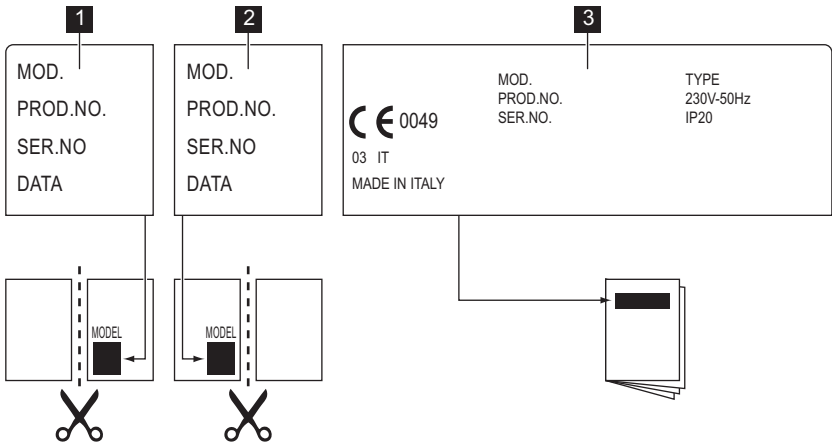 1
MOD.
PROD.NO.
SER.NO
DATA
MODEL
2
MOD.
PROD.NO.
SER.NO
DATA
MODEL
3
MOD.
PROD.NO.
SER.NO.
TYPE
230V-50Hz
IP20
CE 0049
03 IT
MADE IN ITALY